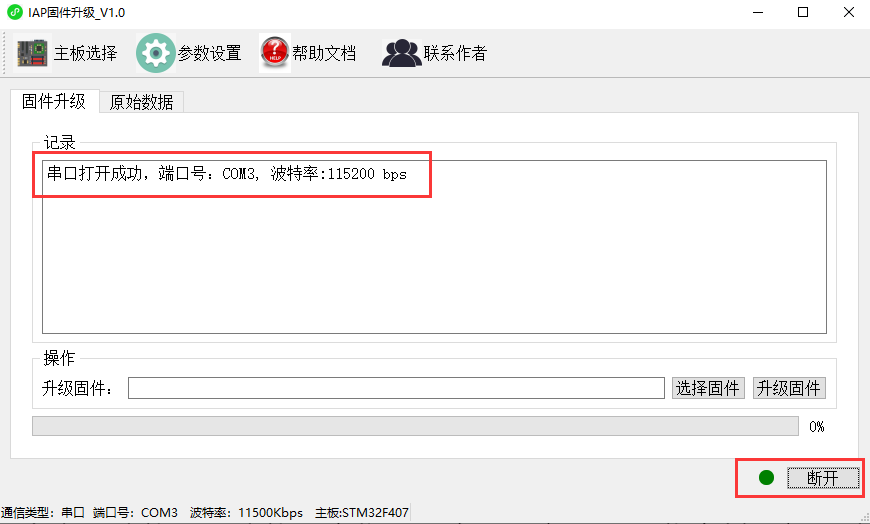 IAP固件升级_V1.0
主板选择 参数设置 HELP 帮助文档 联系作者
固件升级 原始数据
记录
串口打开成功，端口号：COM3, 波特率:115200 bps
操作
升级固件： 选择固件 升级固件
0%
断开
通信类型：串口 端口号：COM3 波特率：11500Kbps 主板:STM32F407